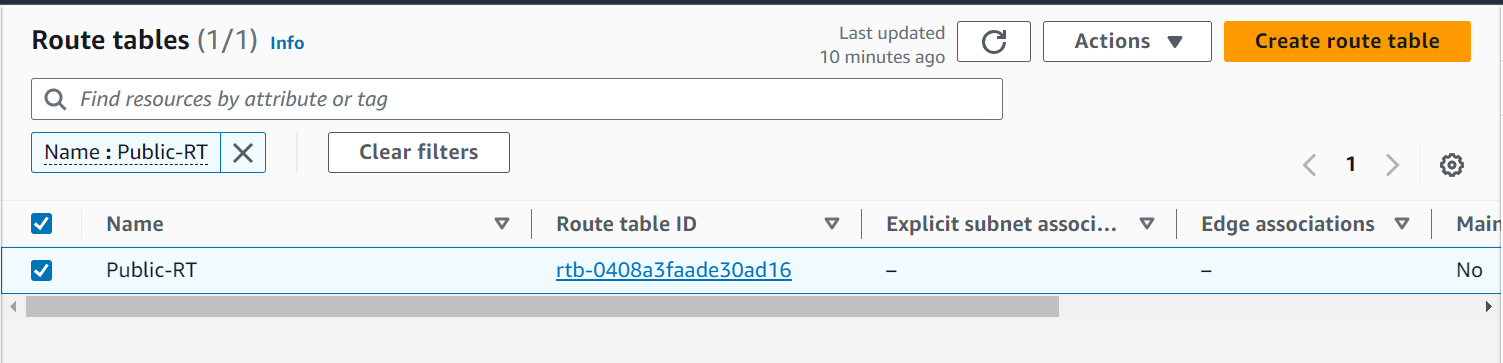 Route tables (1/1) Info
Last updated
10 minutes ago
Actions
Create route table
Find resources by attribute or tag
Name : Public-RT
Clear filters
1
Name Route table ID Explicit subnet associ... Edge associations Main
Public-RT rtb-0408a3faade30ad16 – – No